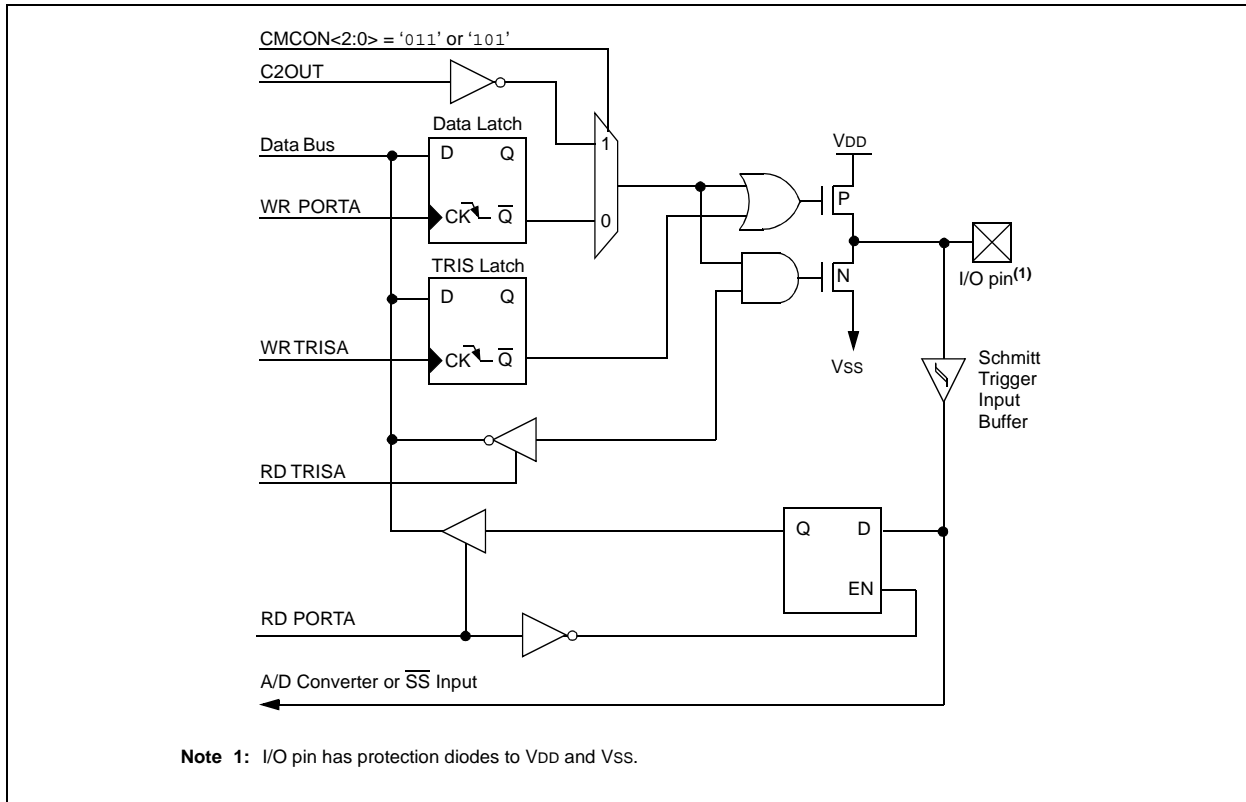 CMCON<2:0> = ‘011’ or ‘101’
C2OUT
Data Latch
Data Bus
D Q
1
VDD
WR PORTA
CK Q̅
0
P
TRIS Latch
N
I/O pin(1)
D Q
WR TRISA
CK Q̅
VSS
Schmitt
Trigger
Input
Buffer
RD TRISA
Q D
EN
RD PORTA
A/D Converter or S̅S̅ Input
Note 1: I/O pin has protection diodes to VDD and VSS.